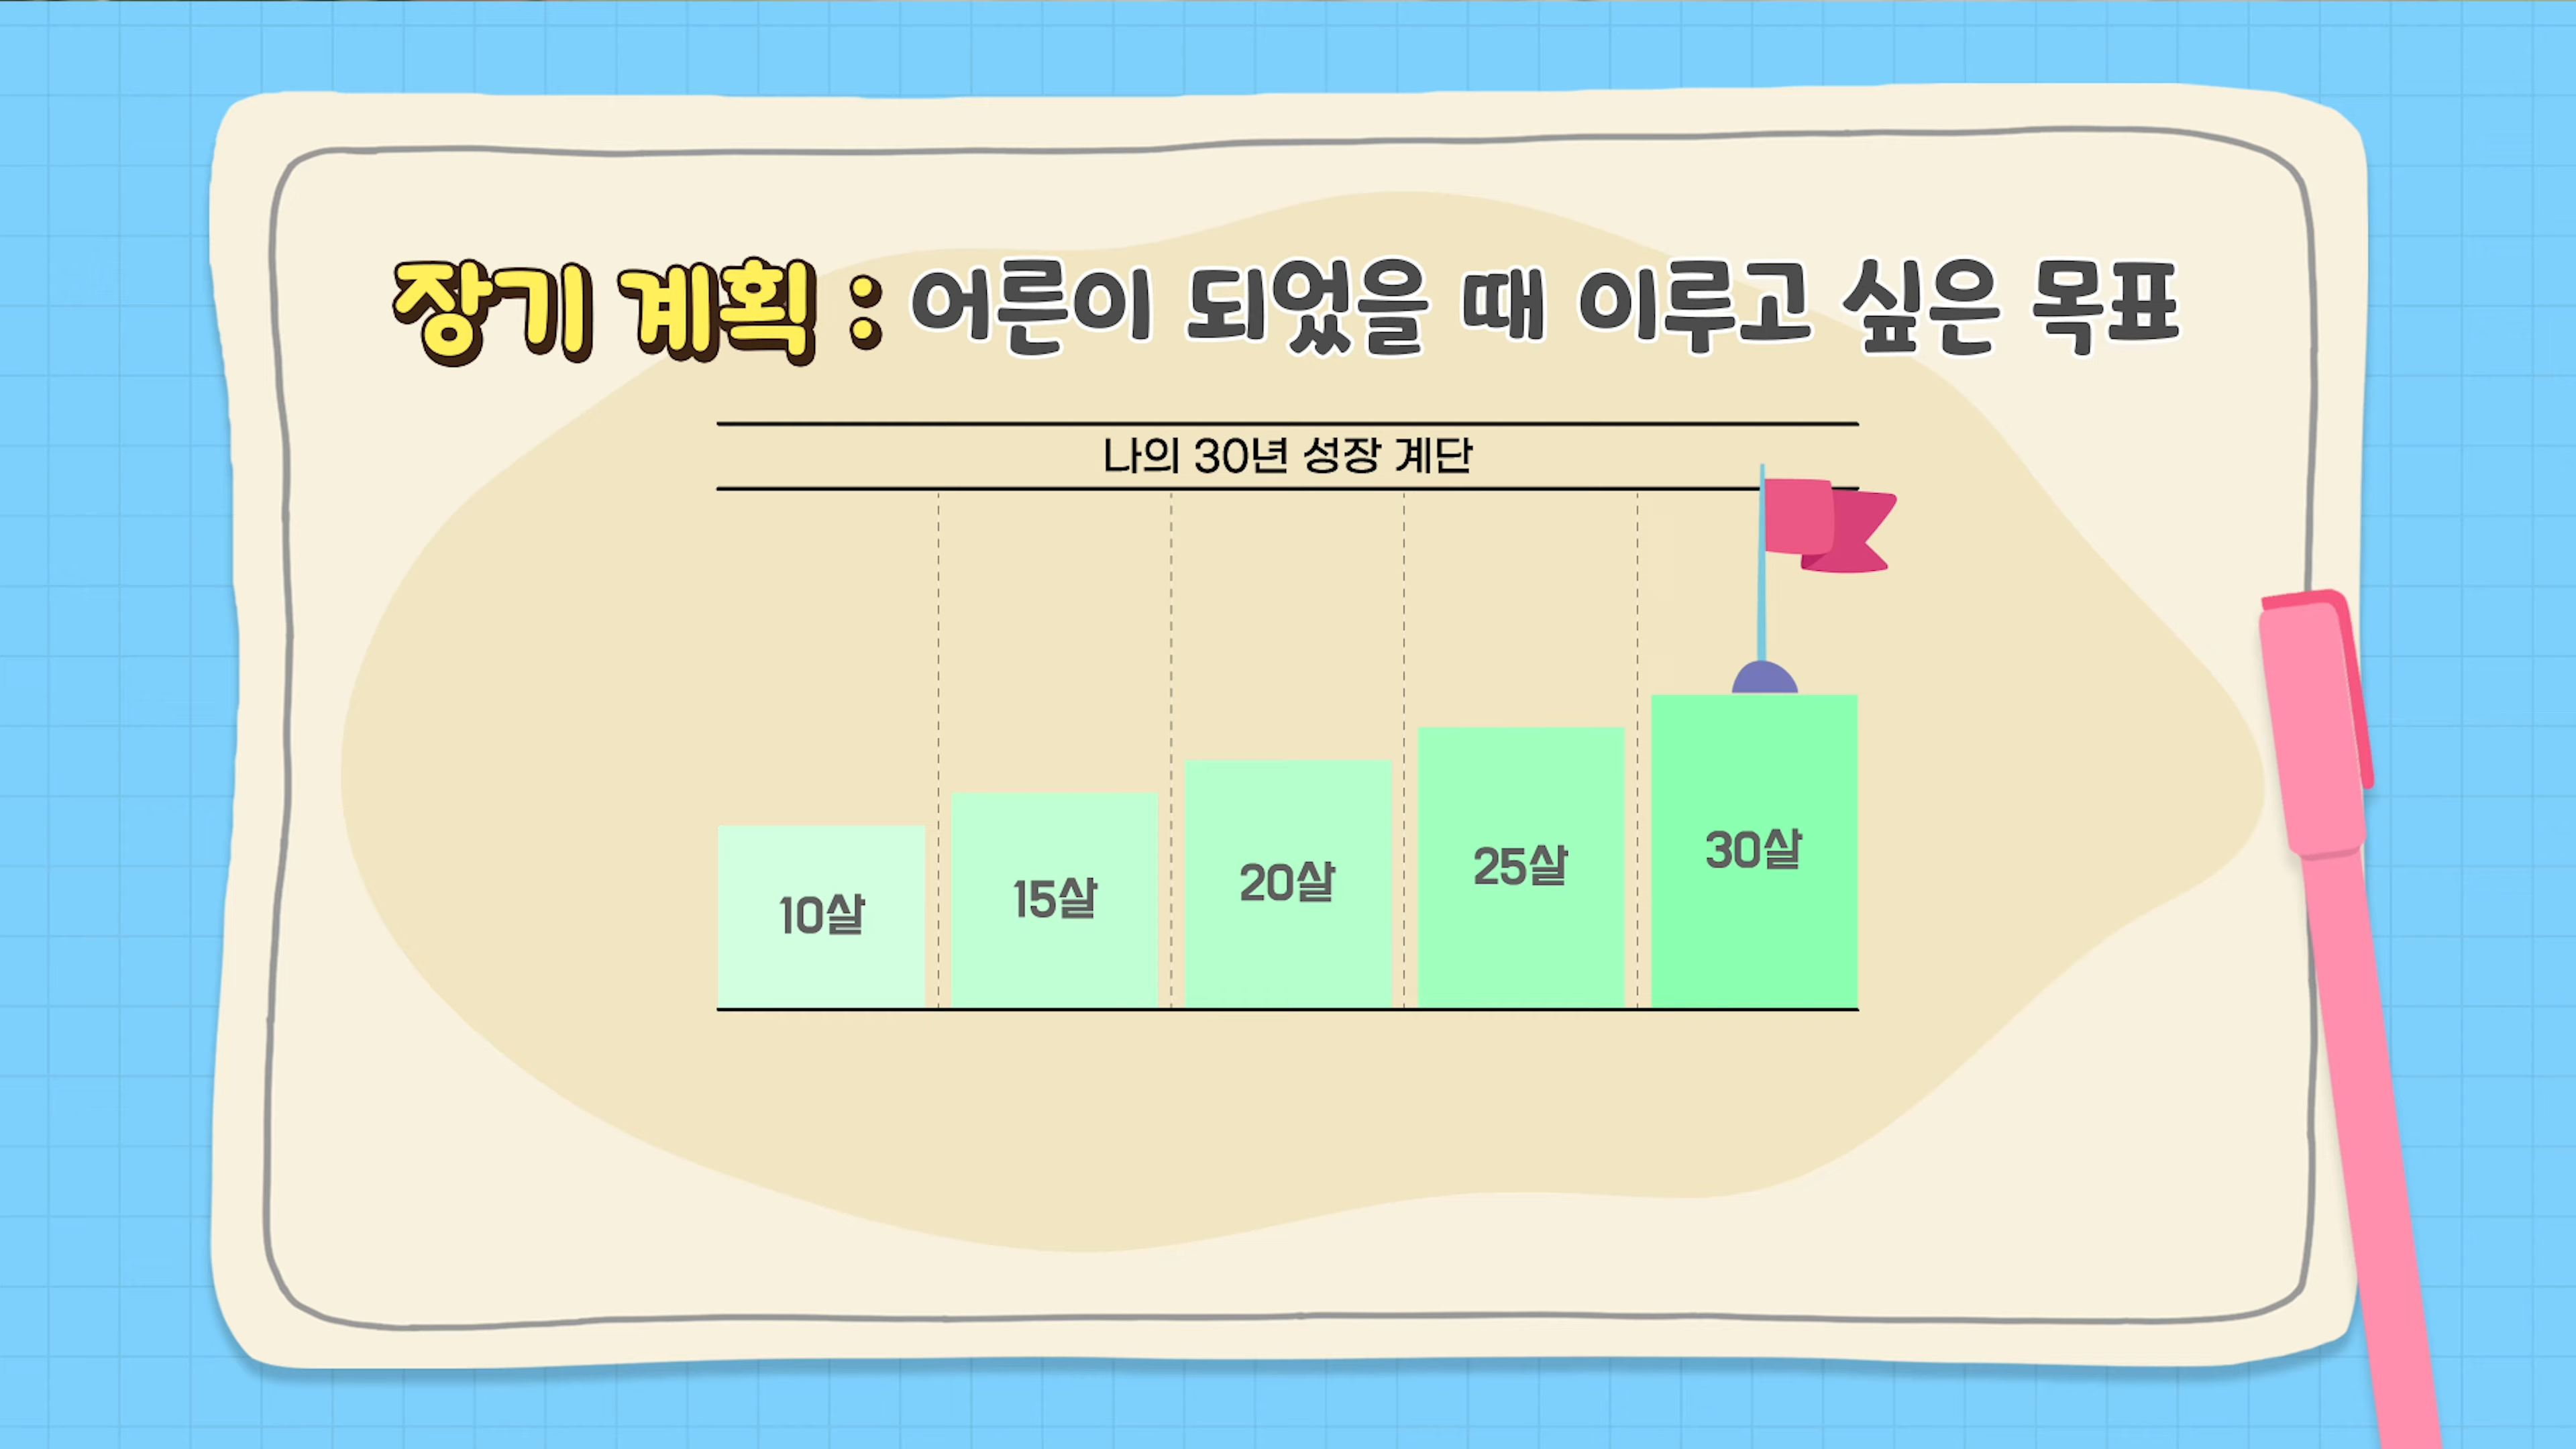 장기 계획 : 어른이 되었을 때 이루고 싶은 목표
나의 30년 성장 계단
10살
15살
20살
25살
30살